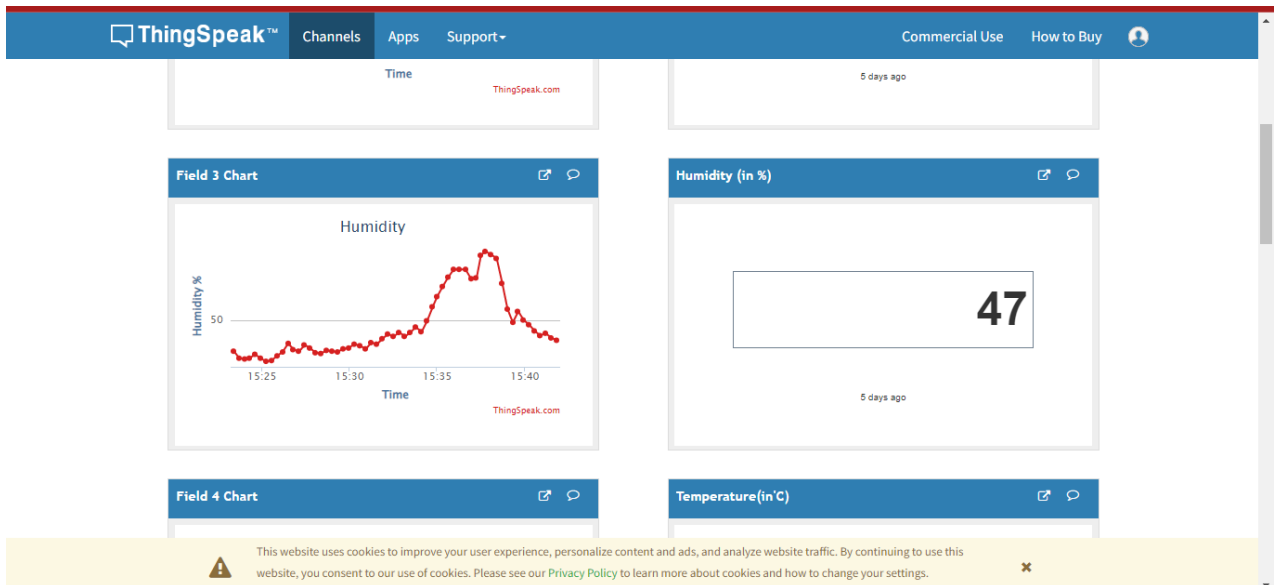 ThingSpeak™ Channels Apps Support Commercial Use How to Buy
Time
ThingSpeak.com
5 days ago
Field 3 Chart
Humidity
Humidity %
50
15:25 15:30 15:35 15:40
Time
ThingSpeak.com
Humidity (in %)
47
5 days ago
Field 4 Chart
Temperature(in°C)
This website uses cookies to improve your user experience, personalize content and ads, and analyze website traffic. By continuing to use this
website, you consent to our use of cookies. Please see our Privacy Policy to learn more about cookies and how to change your settings.